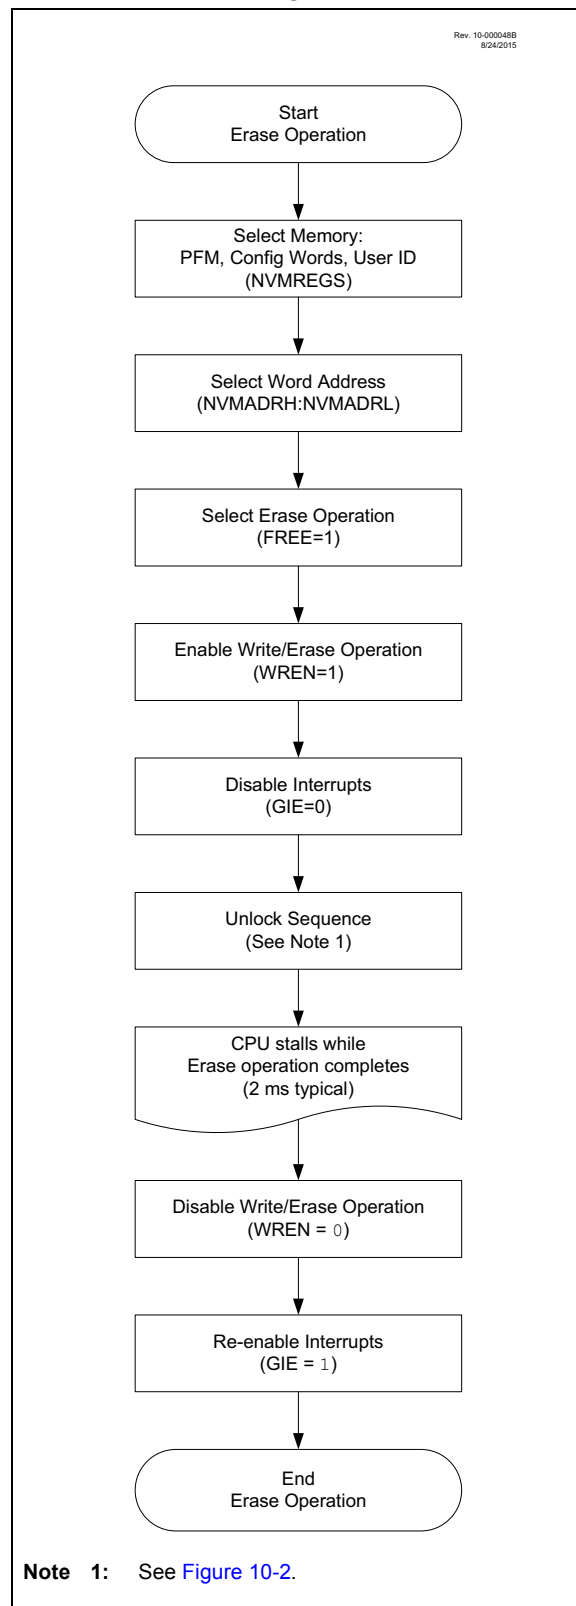 Rev. 10-000048B
8/24/2015
Start
Erase Operation
Select Memory:
PFM, Config Words, User ID
(NVMREGS)
Select Word Address
(NVMADRH:NVMADRL)
Select Erase Operation
(FREE=1)
Enable Write/Erase Operation
(WREN=1)
Disable Interrupts
(GIE=0)
Unlock Sequence
(See Note 1)
CPU stalls while
Erase operation completes
(2 ms typical)
Disable Write/Erase Operation
(WREN = 0)
Re-enable Interrupts
(GIE = 1)
End
Erase Operation
Note 1: See Figure 10-2.